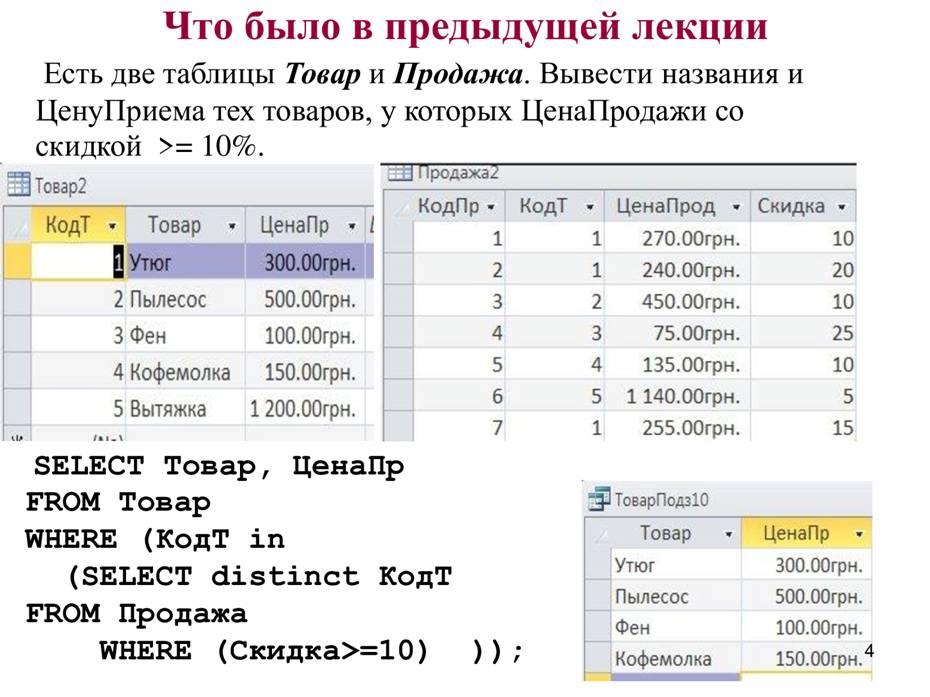 Что было в предыдущей лекции
Есть две таблицы Товар и Продажа. Вывести названия и
ЦенуПриема тех товаров, у которых ЦенаПродажи со
скидкой >= 10%.
Товар2
КодТ Товар ЦенаПр
1 Утюг 300.00грн.
2 Пылесос 500.00грн.
3 Фен 100.00грн.
4 Кофемолка 150.00грн.
5 Вытяжка 1 200.00грн.
Продажа2
КодПр КодТ ЦенаПрод Скидка
1 1 270.00грн. 10
2 1 240.00грн. 20
3 2 450.00грн. 10
4 3 75.00грн. 25
5 4 135.00грн. 10
6 5 1 140.00грн. 5
7 1 255.00грн. 15
SELECT Товар, ЦенаПр
FROM Товар
WHERE (КодТ in
(SELECT distinct КодТ
FROM Продажа
WHERE (Скидка>=10) ));
ТоварПодз10
Товар ЦенаПр
Утюг 300.00грн.
Пылесос 500.00грн.
Фен 100.00грн.
Кофемолка 150.00грн.
4